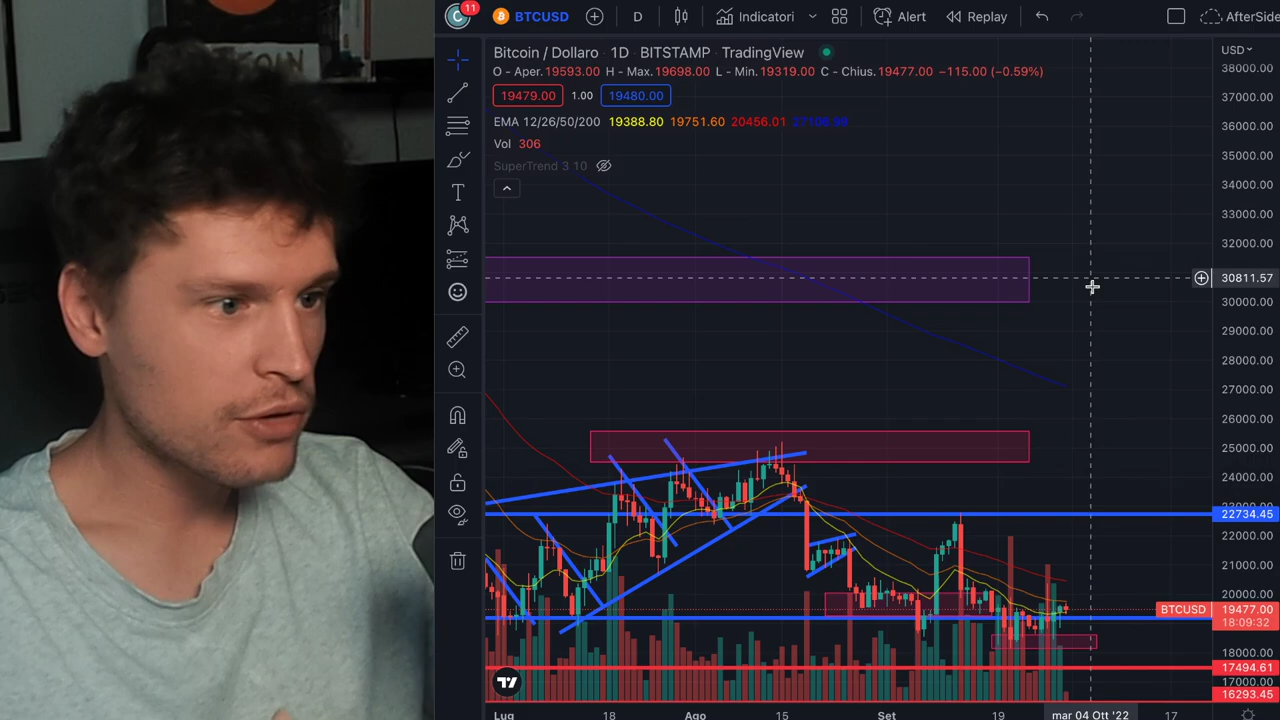 11
C
BTCUSD
D
Indicatori
Alert
Replay
AfterSide
Bitcoin / Dollaro · 1D · BITSTAMP · TradingView
O - Aper. 19593.00 H - Max. 19698.00 L - Min. 19319.00 C - Chius. 19477.00 −115.00 (−0.59%)
19479.00 1.00 19480.00
EMA 12/26/50/200 19388.80 19751.60 20456.01
Vol 306
SuperTrend 3 10
USD
38000.00
37000.00
36000.00
35000.00
34000.00
33000.00
32000.00
30811.57
30000.00
29000.00
28000.00
27000.00
26000.00
25000.00
24000.00
22734.45
22000.00
21000.00
20000.00
BTCUSD 19477.00
18:09:32
18000.00
17494.61
17000.00
16293.45
Lug 18 Ago 15 Set 19 mar 04 Ott '22 17